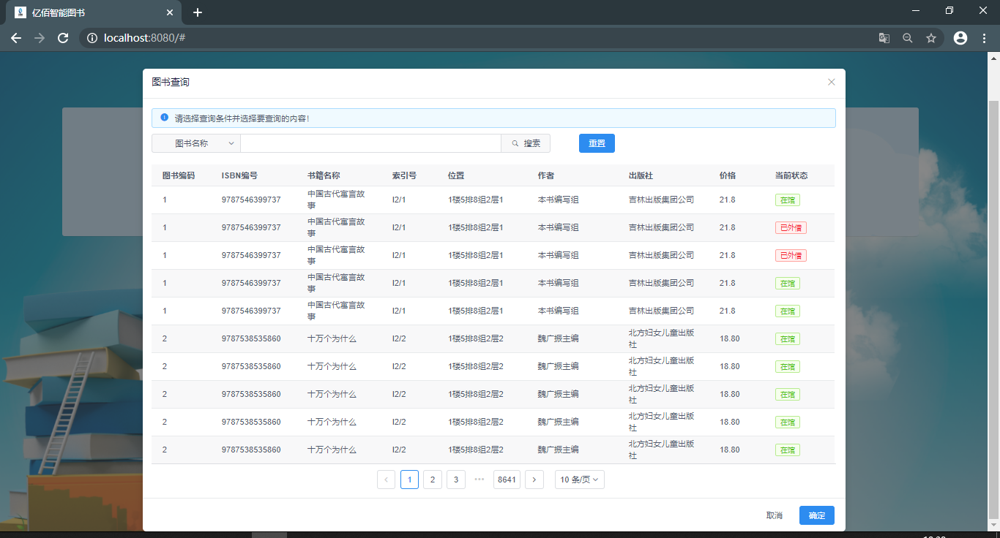 亿佰智能图书
localhost:8080/#
图书查询
请选择查询条件并选择要查询的内容!
图书名称 搜索 重置
图书编码 ISBN编号 书籍名称 索引号 位置 作者 出版社 价格 当前状态
1 9787546399737 中国古代寓言故事 I2/1 1楼5排8组2层1 本书编写组 吉林出版集团公司 21.8 在馆
1 9787546399737 中国古代寓言故事 I2/1 1楼5排8组2层1 本书编写组 吉林出版集团公司 21.8 已外借
1 9787546399737 中国古代寓言故事 I2/1 1楼5排8组2层1 本书编写组 吉林出版集团公司 21.8 已外借
1 9787546399737 中国古代寓言故事 I2/1 1楼5排8组2层1 本书编写组 吉林出版集团公司 21.8 在馆
1 9787546399737 中国古代寓言故事 I2/1 1楼5排8组2层1 本书编写组 吉林出版集团公司 21.8 在馆
2 9787538535860 十万个为什么 I2/2 1楼5排8组2层2 魏广振主编 北方妇女儿童出版社 18.80 在馆
2 9787538535860 十万个为什么 I2/2 1楼5排8组2层2 魏广振主编 北方妇女儿童出版社 18.80 在馆
2 9787538535860 十万个为什么 I2/2 1楼5排8组2层2 魏广振主编 北方妇女儿童出版社 18.80 在馆
2 9787538535860 十万个为什么 I2/2 1楼5排8组2层2 魏广振主编 北方妇女儿童出版社 18.80 在馆
2 9787538535860 十万个为什么 I2/2 1楼5排8组2层2 魏广振主编 北方妇女儿童出版社 18.80 在馆
1 2 3 ••• 8641 10 条/页
取消 确定